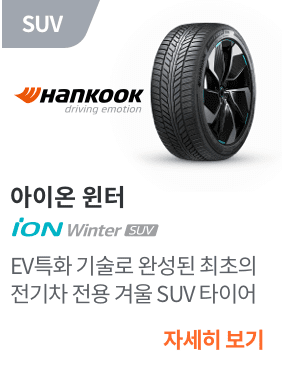 SUV
HANKOOK
driving emotion
아이온 윈터
iON Winter SUV
EV특화 기술로 완성된 최초의
전기차 전용 겨울 SUV 타이어
자세히 보기